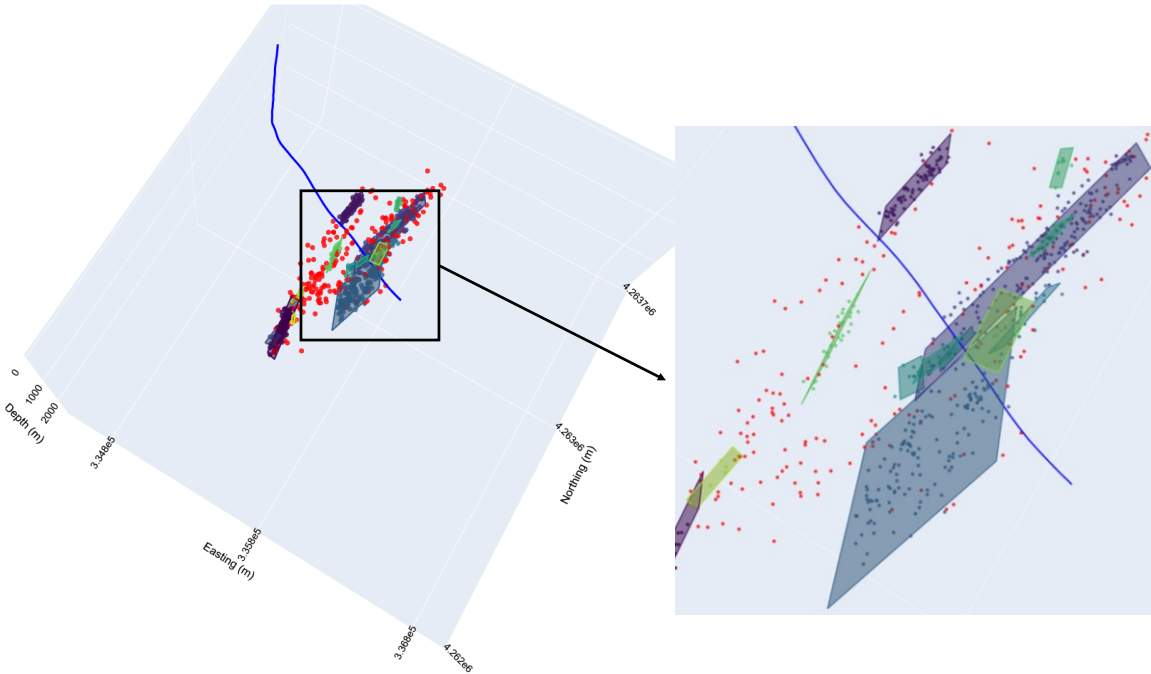 4.2637e6
0
1000
2000
Depth (m)
3.348e5
4.263e6
Northing (m)
3.358e5
Easting (m)
3.368e5
4.262e6